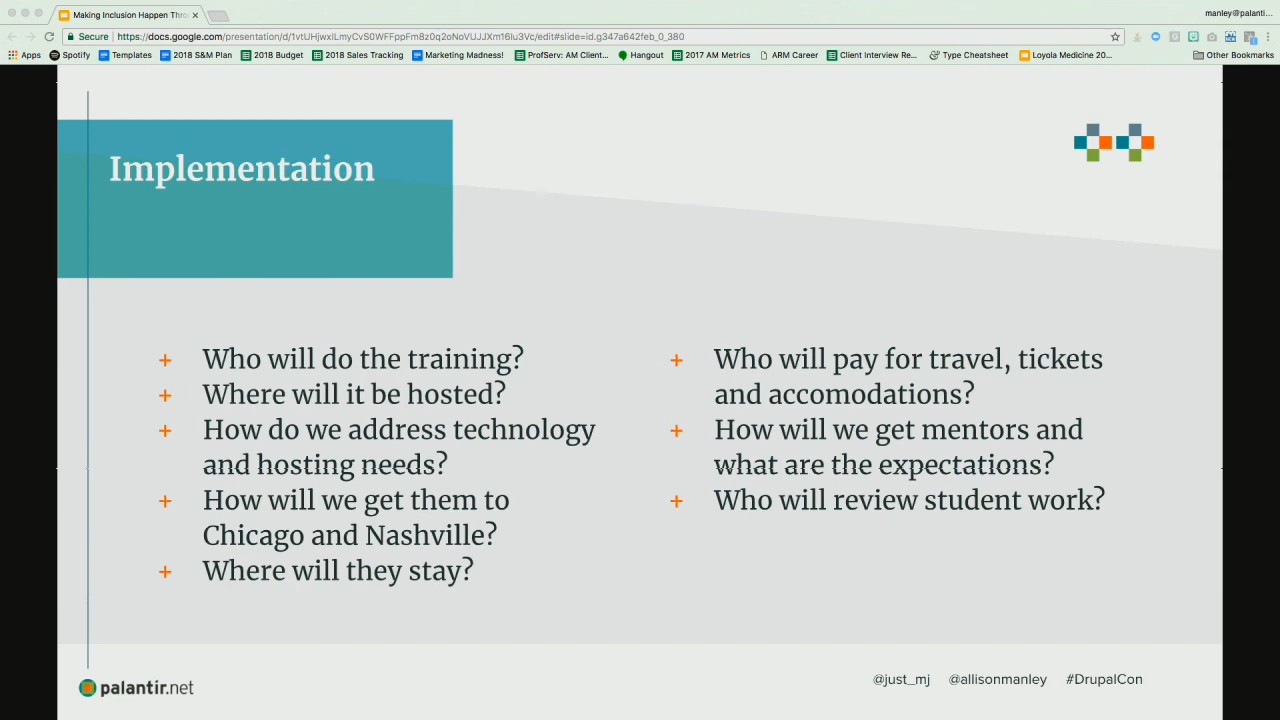 Making Inclusion Happen Thro
manley@palantir...
Secure
https://docs.google.com/presentation/d/1vtUHjwxlLmyCvS0WFFppFm8z0q2oNoVUJJXm16Iu3Vc/edit#slide=id.g347a642feb_0_380
Apps Spotify Templates 2018 S&M Plan 2018 Budget 2018 Sales Tracking Marketing Madness! ProfServ: AM Client... Hangout 2017 AM Metrics ARM Career Client Interview Re... Type Cheatsheet Loyola Medicine 20... Other Bookmarks
Implementation
+ Who will do the training?
+ Where will it be hosted?
+ How do we address technology
and hosting needs?
+ How will we get them to
Chicago and Nashville?
+ Where will they stay?
+ Who will pay for travel, tickets
and accomodations?
+ How will we get mentors and
what are the expectations?
+ Who will review student work?
palantir.net
@just_mj @allisonmanley #DrupalCon